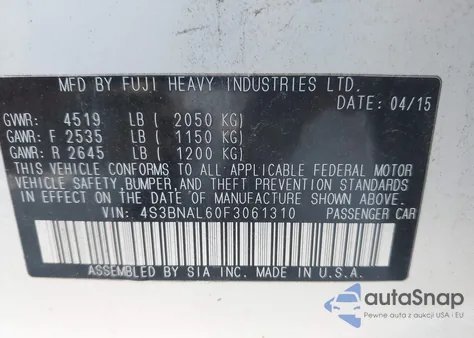 MFD BY FUJI HEAVY INDUSTRIES LTD.
DATE: 04/15
GVWR: 4519 LB ( 2050 KG)
GAWR: F 2535 LB ( 1150 KG)
GAWR: R 2645 LB ( 1200 KG)
THIS VEHICLE CONFORMS TO ALL APPLICABLE FEDERAL MOTOR
VEHICLE SAFETY, BUMPER, AND THEFT PREVENTION STANDARDS
IN EFFECT ON THE DATE OF MANUFACTURE SHOWN ABOVE.
VIN: 4S3BNAL60F3061310 PASSENGER CAR
ASSEMBLED BY SIA INC. MADE IN U.S.A.
autoSnap
Pewne auta z aukcji USA i EU